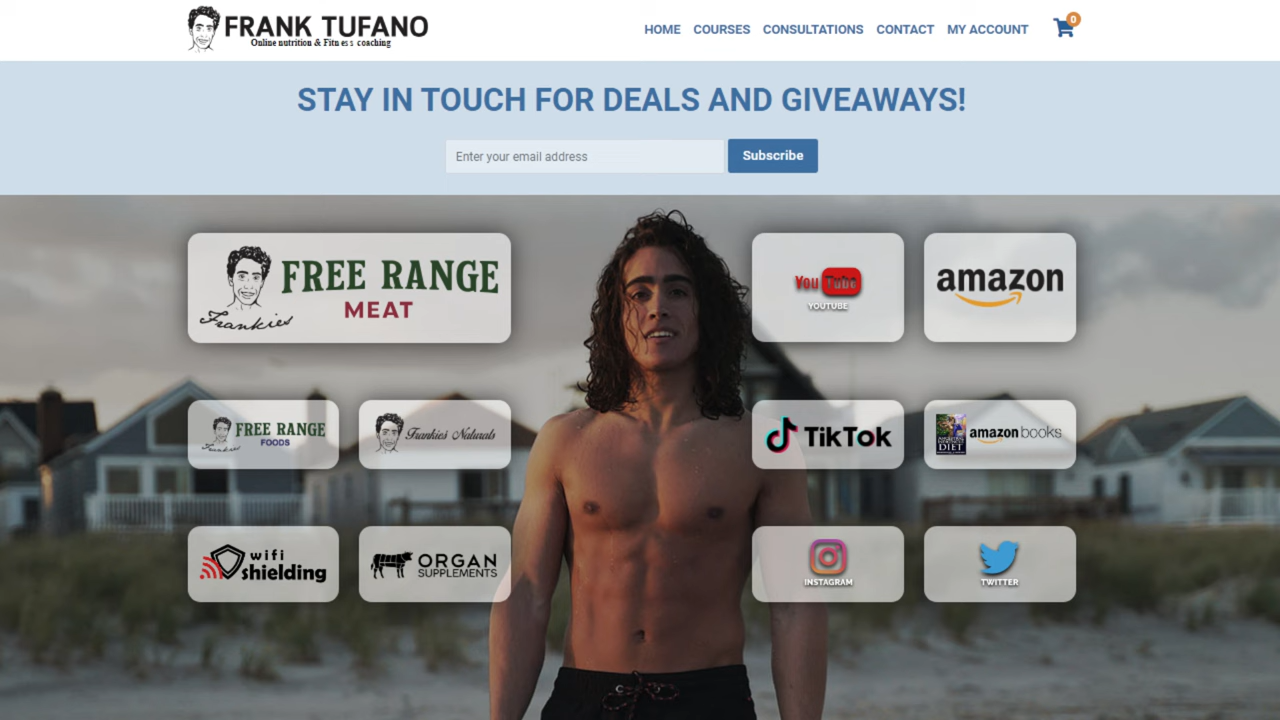 FRANK TUFANO
Online nutrition & Fitness coaching
HOME COURSES CONSULTATIONS CONTACT MY ACCOUNT
0
STAY IN TOUCH FOR DEALS AND GIVEAWAYS!
Enter your email address
Subscribe
FREE RANGE
MEAT
Frankies
YouTube
YOUTUBE
amazon
FREE RANGE
FOODS
Frankies
Frankie's Naturals
TikTok
DIET
amazon books
wifi
shielding
ORGAN
SUPPLEMENTS
INSTAGRAM
TWITTER